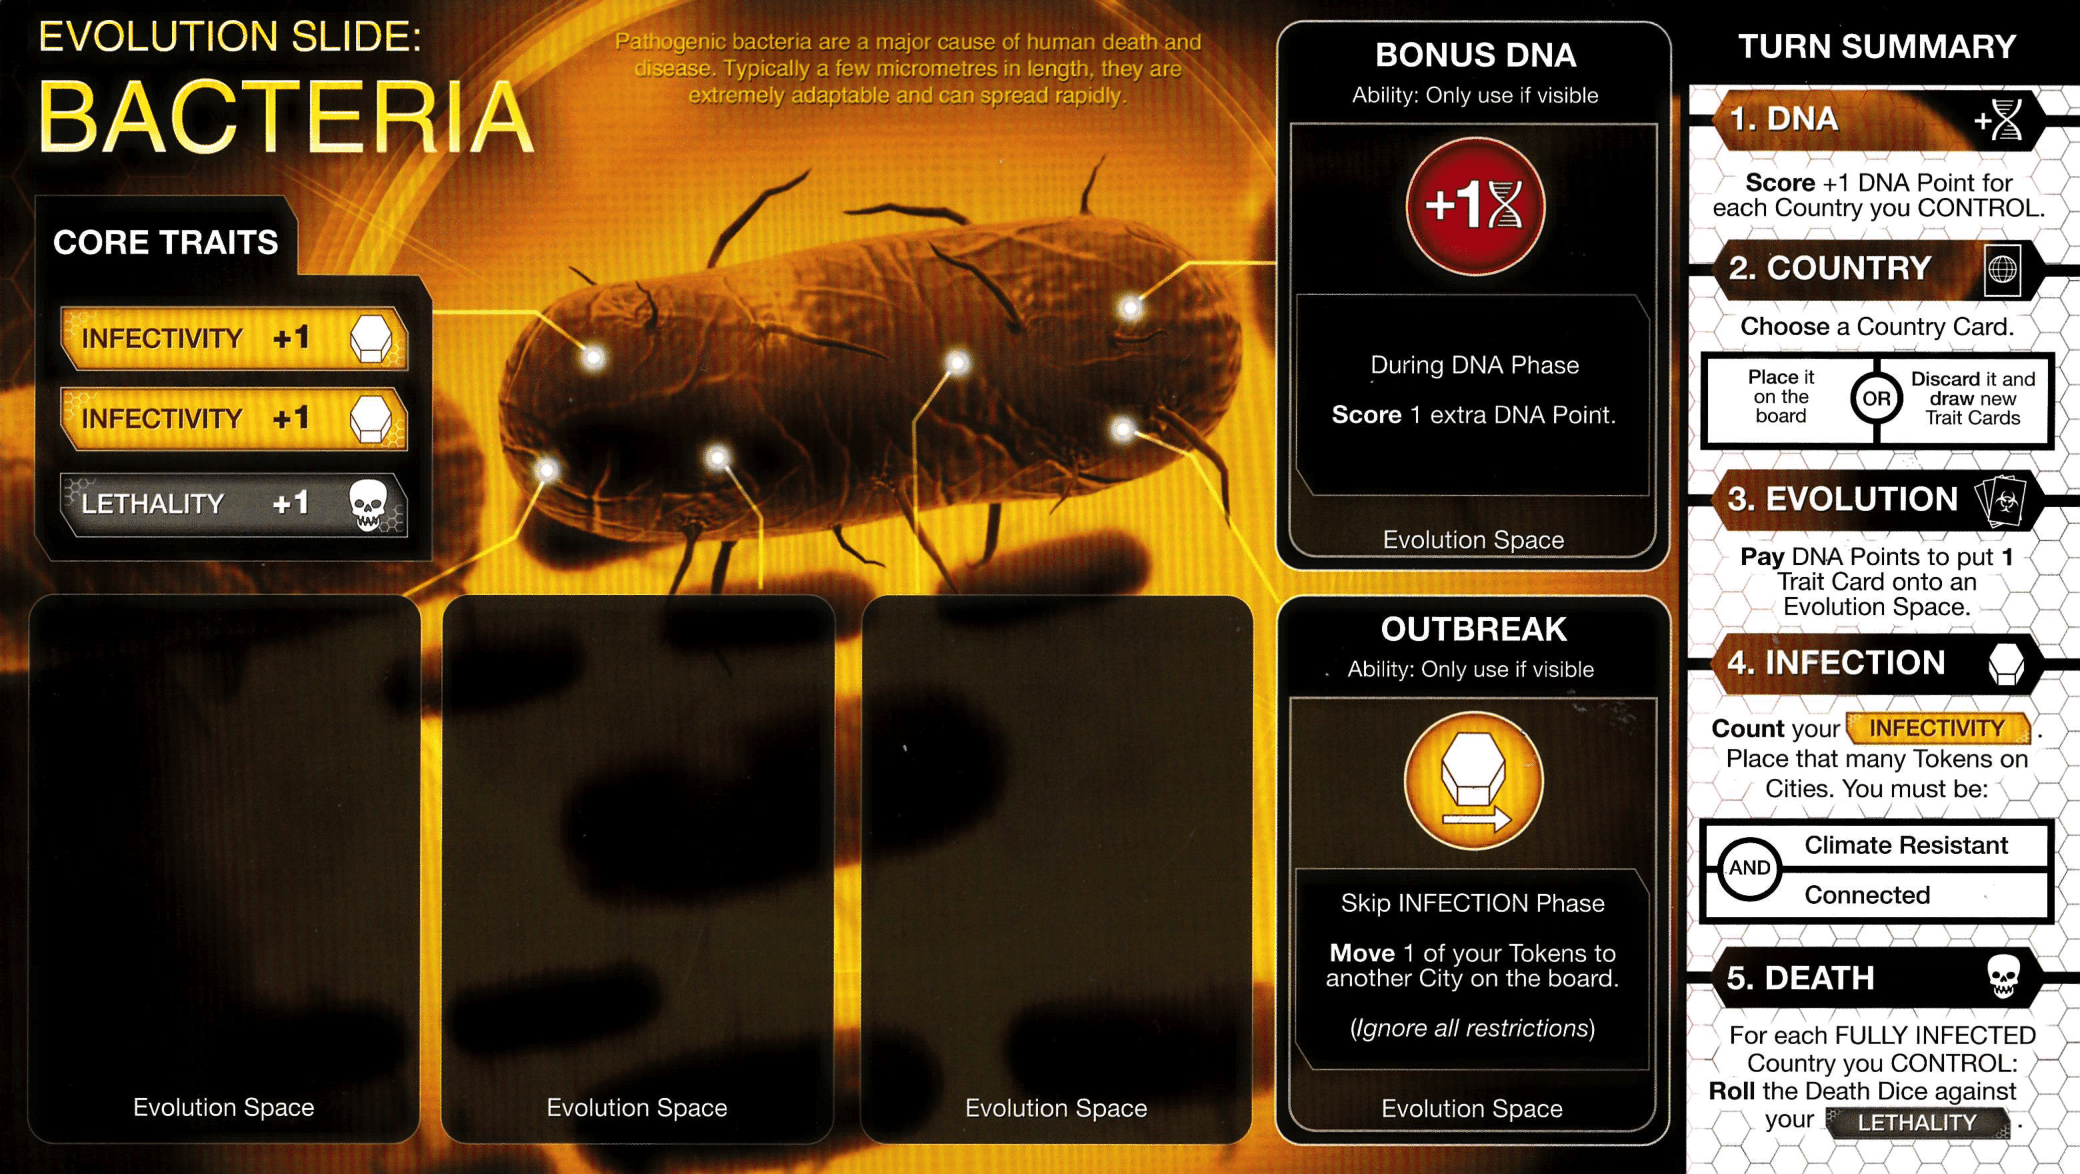 EVOLUTION SLIDE:
BACTERIA
Pathogenic bacteria are a major cause of human death and
disease. Typically a few micrometres in length, they are
extremely adaptable and can spread rapidly.
CORE TRAITS
INFECTIVITY +1
INFECTIVITY +1
LETHALITY +1
Evolution Space
Evolution Space
Evolution Space
BONUS DNA
Ability: Only use if visible
+1
During DNA Phase
Score 1 extra DNA Point.
Evolution Space
OUTBREAK
Ability: Only use if visible
Skip INFECTION Phase
Move 1 of your Tokens to
another City on the board.
(Ignore all restrictions)
Evolution Space
TURN SUMMARY
1. DNA +
Score +1 DNA Point for
each Country you CONTROL.
2. COUNTRY
Choose a Country Card.
Place it
on the
board
OR
Discard it and
draw new
Trait Cards
3. EVOLUTION
Pay DNA Points to put 1
Trait Card onto an
Evolution Space.
4. INFECTION
Count your INFECTIVITY.
Place that many Tokens on
Cities. You must be:
AND
Climate Resistant
Connected
5. DEATH
For each FULLY INFECTED
Country you CONTROL:
Roll the Death Dice against
your LETHALITY.